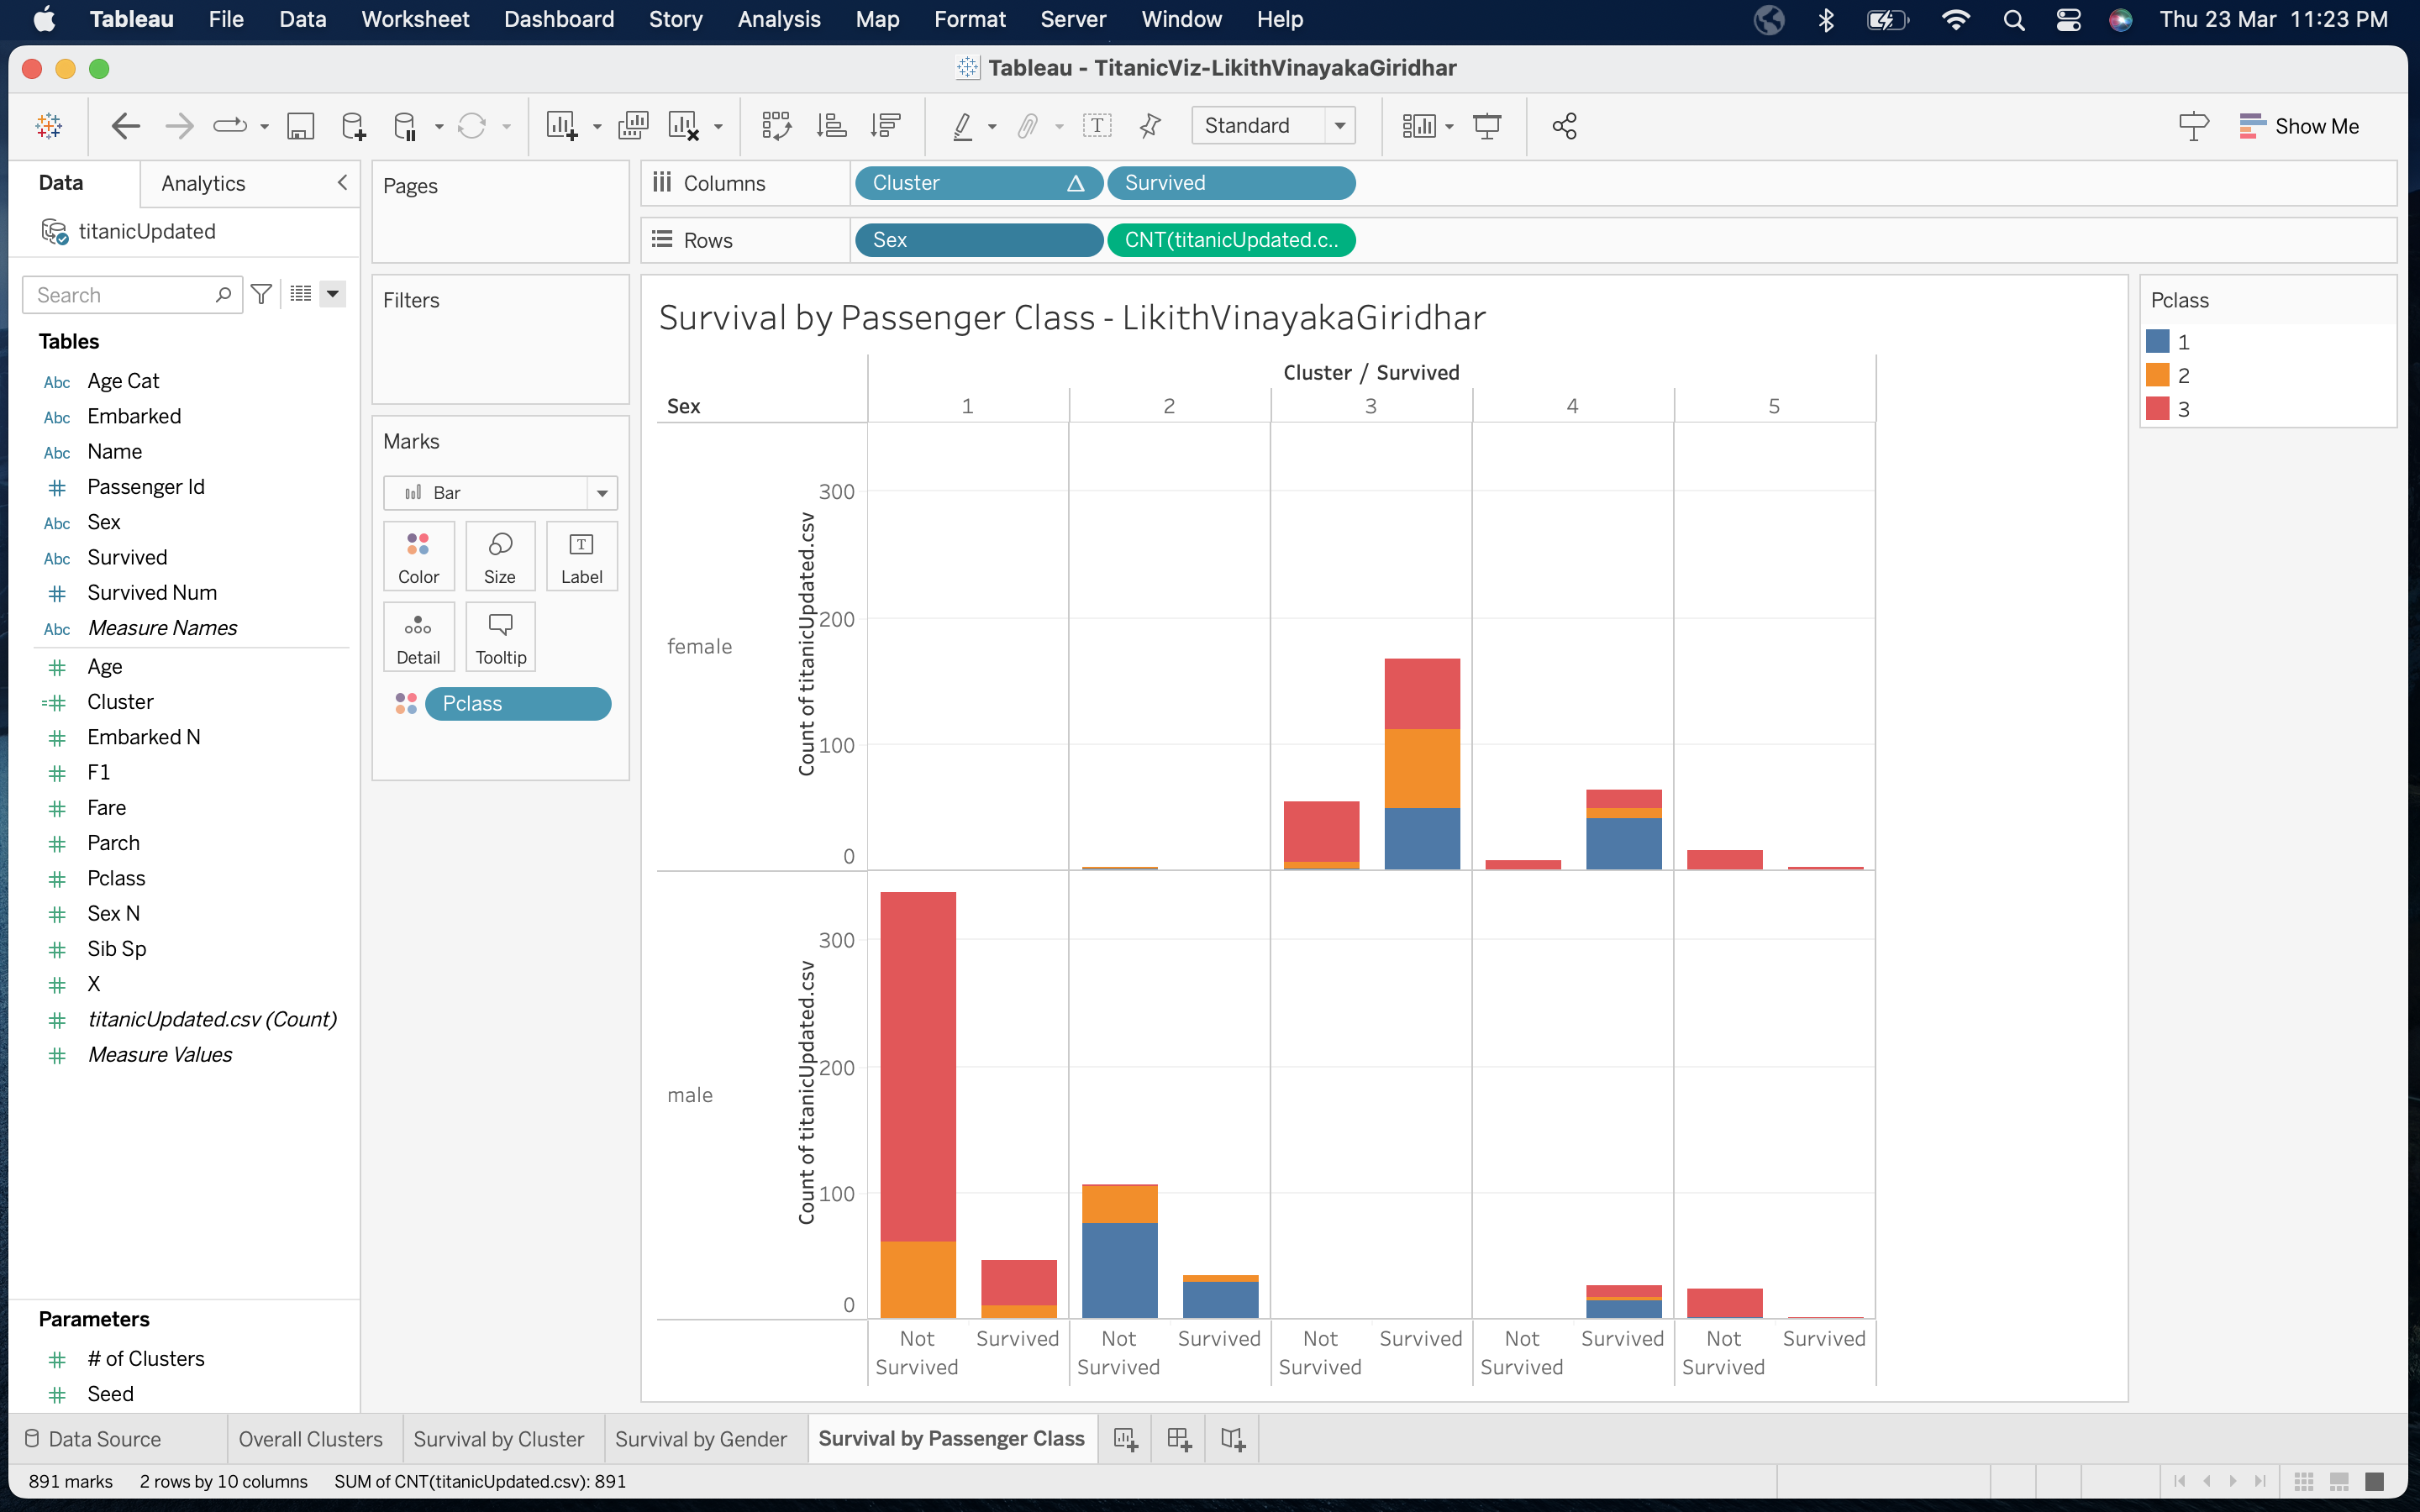 Tableau File Data Worksheet Dashboard Story Analysis Map Format Server Window Help Thu 23 Mar 11:23 PM
Tableau - TitanicViz-LikithVinayakaGiridhar
Standard Show Me
Data Analytics
titanicUpdated
Search
Tables
Abc Age Cat
Abc Embarked
Abc Name
# Passenger Id
Abc Sex
Abc Survived
# Survived Num
Abc Measure Names
# Age
=# Cluster
# Embarked N
# F1
# Fare
# Parch
# Pclass
# Sex N
# Sib Sp
# X
# titanicUpdated.csv (Count)
# Measure Values
Parameters
# # of Clusters
# Seed
Pages
Filters
Marks
Bar
Color Size Label
Detail Tooltip
Pclass
Columns Cluster Survived
Rows Sex CNT(titanicUpdated.c..
Survival by Passenger Class - LikithVinayakaGiridhar
Cluster / Survived
Sex 1 2 3 4 5
female
Count of titanicUpdated.csv
300
200
100
0
male
Count of titanicUpdated.csv
300
200
100
0
Not Survived Survived Not Survived Survived Not Survived Survived Not Survived Survived Not Survived Survived
Pclass
1
2
3
Data Source Overall Clusters Survival by Cluster Survival by Gender Survival by Passenger Class
891 marks 2 rows by 10 columns SUM of CNT(titanicUpdated.csv): 891